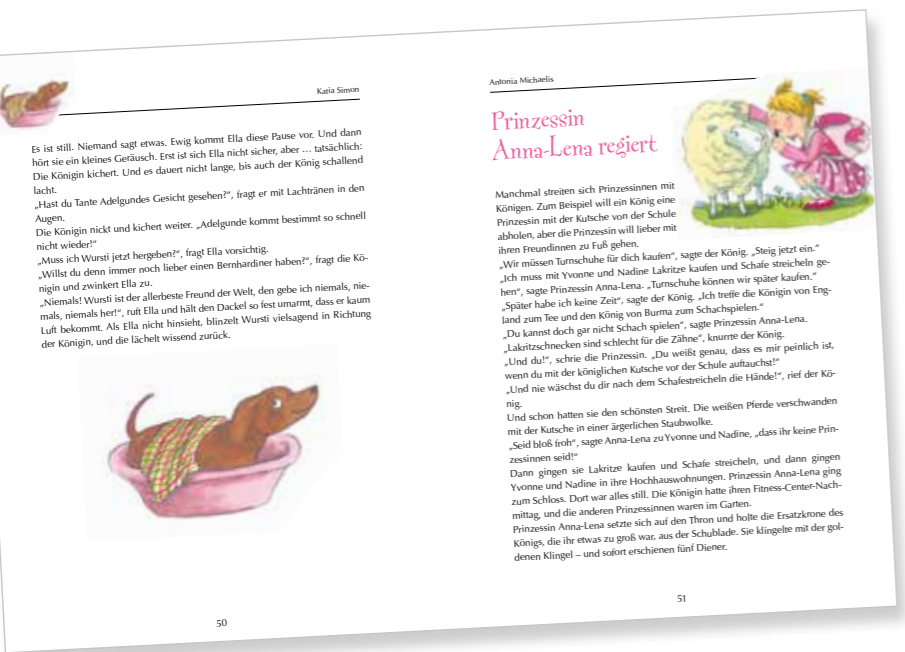 Katia Simon
Es ist still. Niemand sagt etwas. Ewig kommt Ella diese Pause vor. Und dann
hört sie ein kleines Geräusch. Erst ist sich Ella nicht sicher, aber … tatsächlich:
Die Königin kichert. Und es dauert nicht lange, bis auch der König schallend
lacht.
„Hast du Tante Adelgundes Gesicht gesehen?“, fragt er mit Lachtränen in den
Augen.
Die Königin nickt und kichert weiter. „Adelgunde kommt bestimmt so schnell
nicht wieder!“
„Muss ich Wursti jetzt hergeben?“, fragt Ella vorsichtig.
„Willst du denn immer noch lieber einen Bernhardiner haben?“, fragt die Kö-
nigin und zwinkert Ella zu.
„Niemals! Wursti ist der allerbeste Freund der Welt, den gebe ich niemals, nie-
mals, niemals her!“, ruft Ella und hält den Dackel so fest umarmt, dass er kaum
Luft bekommt. Als Ella nicht hinsieht, blinzelt Wursti vielsagend in Richtung
der Königin, und die lächelt wissend zurück.
50
Antonia Michaelis
Prinzessin
Anna-Lena regiert
Manchmal streiten sich Prinzessinnen mit
Königen. Zum Beispiel will ein König eine
Prinzessin mit der Kutsche von der Schule
abholen, aber die Prinzessin will lieber mit
ihren Freundinnen zu Fuß gehen.
„Wir müssen Turnschuhe für dich kaufen“, sagte der König. „Steig jetzt ein.“
„Ich muss mit Yvonne und Nadine Lakritze kaufen und Schafe streicheln ge-
hen“, sagte Prinzessin Anna-Lena. „Turnschuhe können wir später kaufen.“
„Später habe ich keine Zeit“, sagte der König. „Ich treffe die Königin von Eng-
land zum Tee und den König von Burma zum Schachspielen.“
„Du kannst doch gar nicht Schach spielen“, sagte Prinzessin Anna-Lena.
„Lakritzschnecken sind schlecht für die Zähne“, knurrte der König.
„Und du!“, schrie die Prinzessin. „Du weißt genau, dass es mir peinlich ist,
wenn du mit der königlichen Kutsche vor der Schule auftauchst!“
„Und nie wäschst du dir nach dem Schafestreicheln die Hände!“, rief der Kö-
nig.
Und schon hatten sie den schönsten Streit. Die weißen Pferde verschwanden
mit der Kutsche in einer ärgerlichen Staubwolke.
„Seid bloß froh“, sagte Anna-Lena zu Yvonne und Nadine, „dass ihr keine Prin-
zessinnen seid!“
Dann gingen sie Lakritze kaufen und Schafe streicheln, und dann gingen
Yvonne und Nadine in ihre Hochhauswohnungen. Prinzessin Anna-Lena ging
zum Schloss. Dort war alles still. Die Königin hatte ihren Fitness-Center-Nach-
mittag, und die anderen Prinzessinnen waren im Garten.
Prinzessin Anna-Lena setzte sich auf den Thron und holte die Ersatzkrone des
Königs, die ihr etwas zu groß war, aus der Schublade. Sie klingelte mit der gol-
denen Klingel – und sofort erschienen fünf Diener.
51